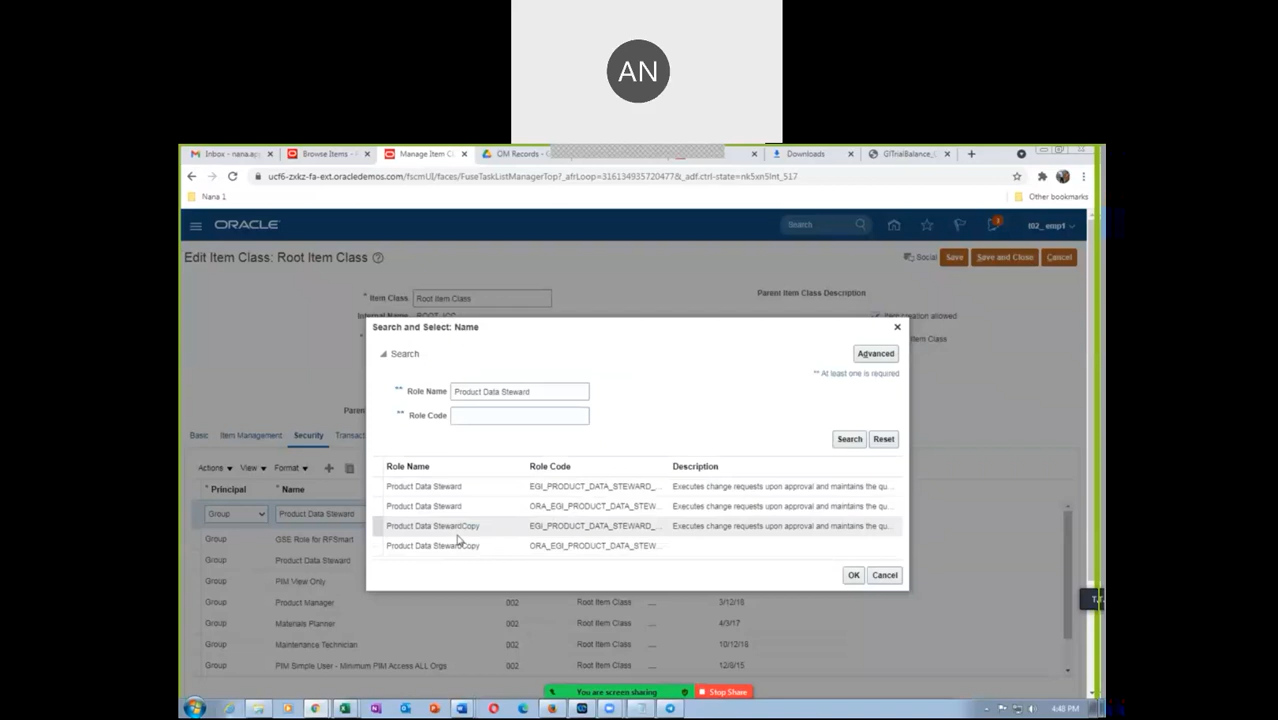 AN
Inbox - nana.ap
Browse Items -
Manage Item C
CIM Records - G
Downloads
GlTrialBalance_
ucf6-zxkz-fa-ext.oracledemos.com/fscmUI/faces/FuseTaskListManagerTop?_afrLoop=316134935720477&_adf.ctrl-state=nk5xn5lnt_517
Nana 1
Other bookmarks
ORACLE
Search
t02_emp1
Edit Item Class: Root Item Class
Social
Save
Save and Close
Cancel
* Item Class Root Item Class
Parent Item Class Description
Item creation allowed
Search and Select: Name
Search
Advanced
** At least one is required
** Role Name Product Data Steward
** Role Code
Search
Reset
Role Name Role Code Description
Product Data Steward EGI_PRODUCT_DATA_STEWARD_... Executes change requests upon approval and maintains the qu...
Product Data Steward ORA_EGI_PRODUCT_DATA_STEW... Executes change requests upon approval and maintains the qu...
Product Data StewardCopy EGI_PRODUCT_DATA_STEWARD_... Executes change requests upon approval and maintains the qu...
Product Data StewardCopy ORA_EGI_PRODUCT_DATA_STEW...
OK
Cancel
Basic Item Management Security Transact
Actions View Format
* Principal * Name
Group Product Data Steward
Group GSE Role for RFSmart
Group Product Data Steward
Group PIM View Only
Group Product Manager 002 Root Item Class .... 3/12/18
Group Materials Planner 002 Root Item Class .... 4/3/17
Group Maintenance Technician 002 Root Item Class .... 10/12/18
Group PIM Simple User - Minimum PIM Access ALL Orgs 002 Root Item Class .... 12/8/15
You are screen sharing
Stop Share
4:48 PM